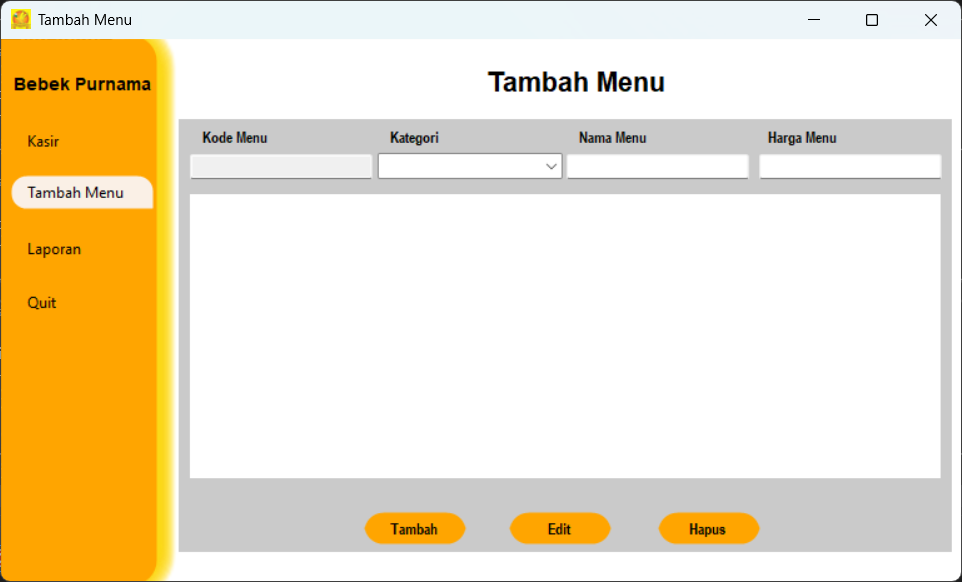 Tambah Menu
Bebek Purnama
Kasir
Tambah Menu
Laporan
Quit
Tambah Menu
Kode Menu Kategori Nama Menu Harga Menu
Tambah Edit Hapus